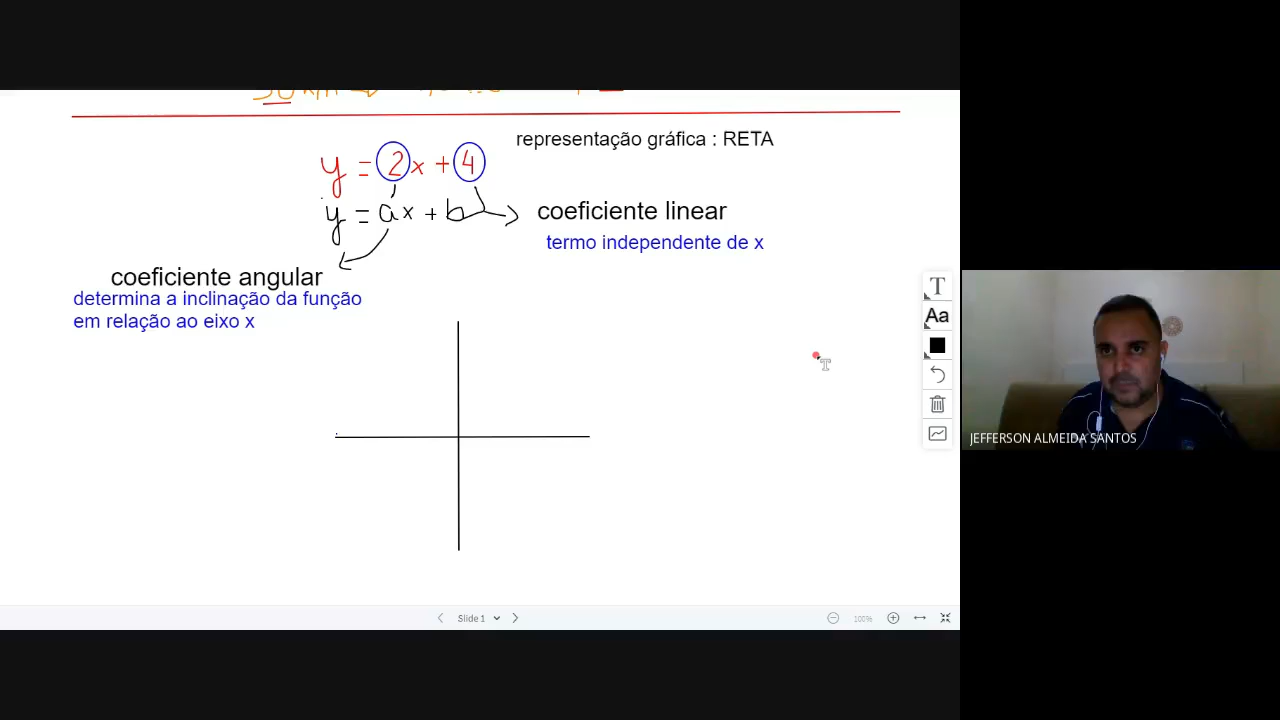 representação gráfica : RETA
y = 2x + 4
y = ax + b
coeficiente linear
termo independente de x
coeficiente angular
determina a inclinação da função
em relação ao eixo x
T
Aa
JEFFERSON ALMEIDA SANTOS
Slide 1
100%